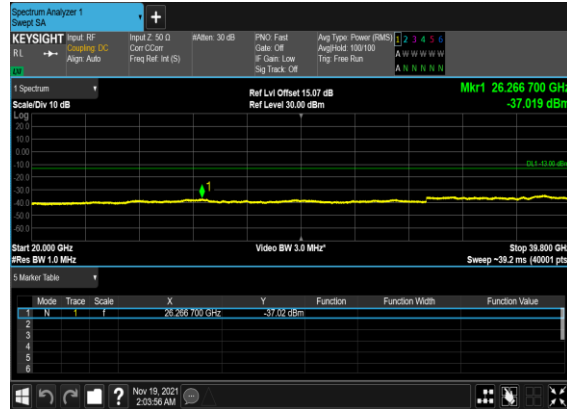 Spectrum Analyzer 1
Swept SA
+
KEYSIGHT Input: RF Input Z: 50 Ω #Atten: 30 dB PNO: Fast Avg Type: Power (RMS) 1 2 3 4 5 6
RL Coupling: DC Corr CCorr Gate: Off Avg|Hold: 100/100 A W W W W W
Align: Auto Freq Ref: Int (S) IF Gain: Low Trig: Free Run
LW Sig Track: Off A N N N N N
1 Spectrum Ref Lvl Offset 15.07 dB Mkr1 26.266 700 GHz
Scale/Div 10 dB Ref Level 30.00 dBm -37.019 dBm
Log
20.0
10.0
0.00
-10.0 DL1 -13.00 dBm
-20.0
-30.0 1
-40.0
-50.0
-60.0
Start 20.000 GHz Video BW 3.0 MHz* Stop 39.800 GHz
#Res BW 1.0 MHz Sweep ~39.2 ms (40001 pts
5 Marker Table
Mode Trace Scale X Y Function Function Width Function Value
1 N 1 f 26.266 700 GHz -37.02 dBm
2
3
4
5
6
? Nov 19, 2021
2:03:56 AM